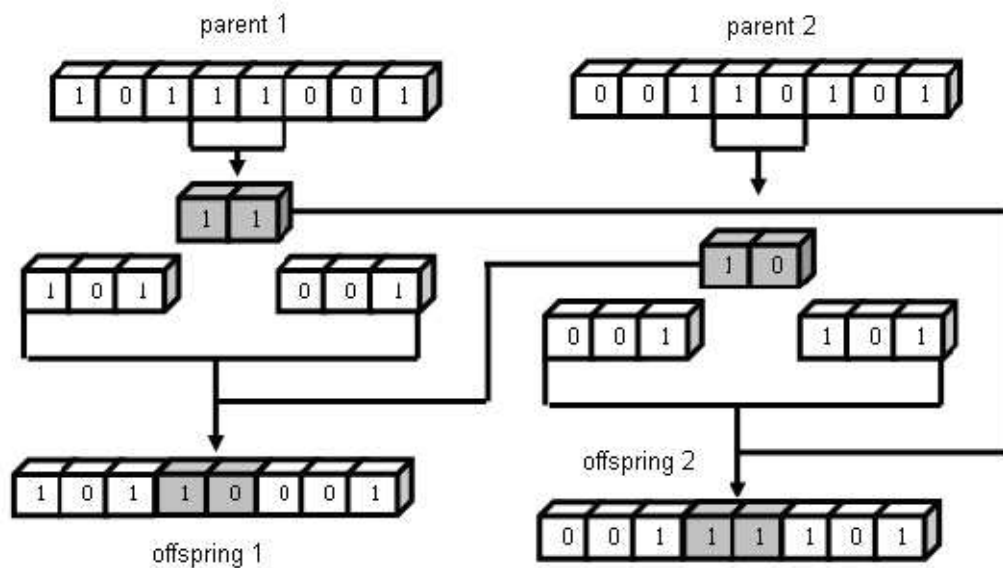 parent 1
parent 2
1 0 1 1 1 0 0 1
0 0 1 1 0 1 0 1
1 1
1 0
1 0 1
0 0 1
0 0 1
1 0 1
offspring 2
1 0 1 1 0 0 0 1
0 0 1 1 1 1 0 1
offspring 1